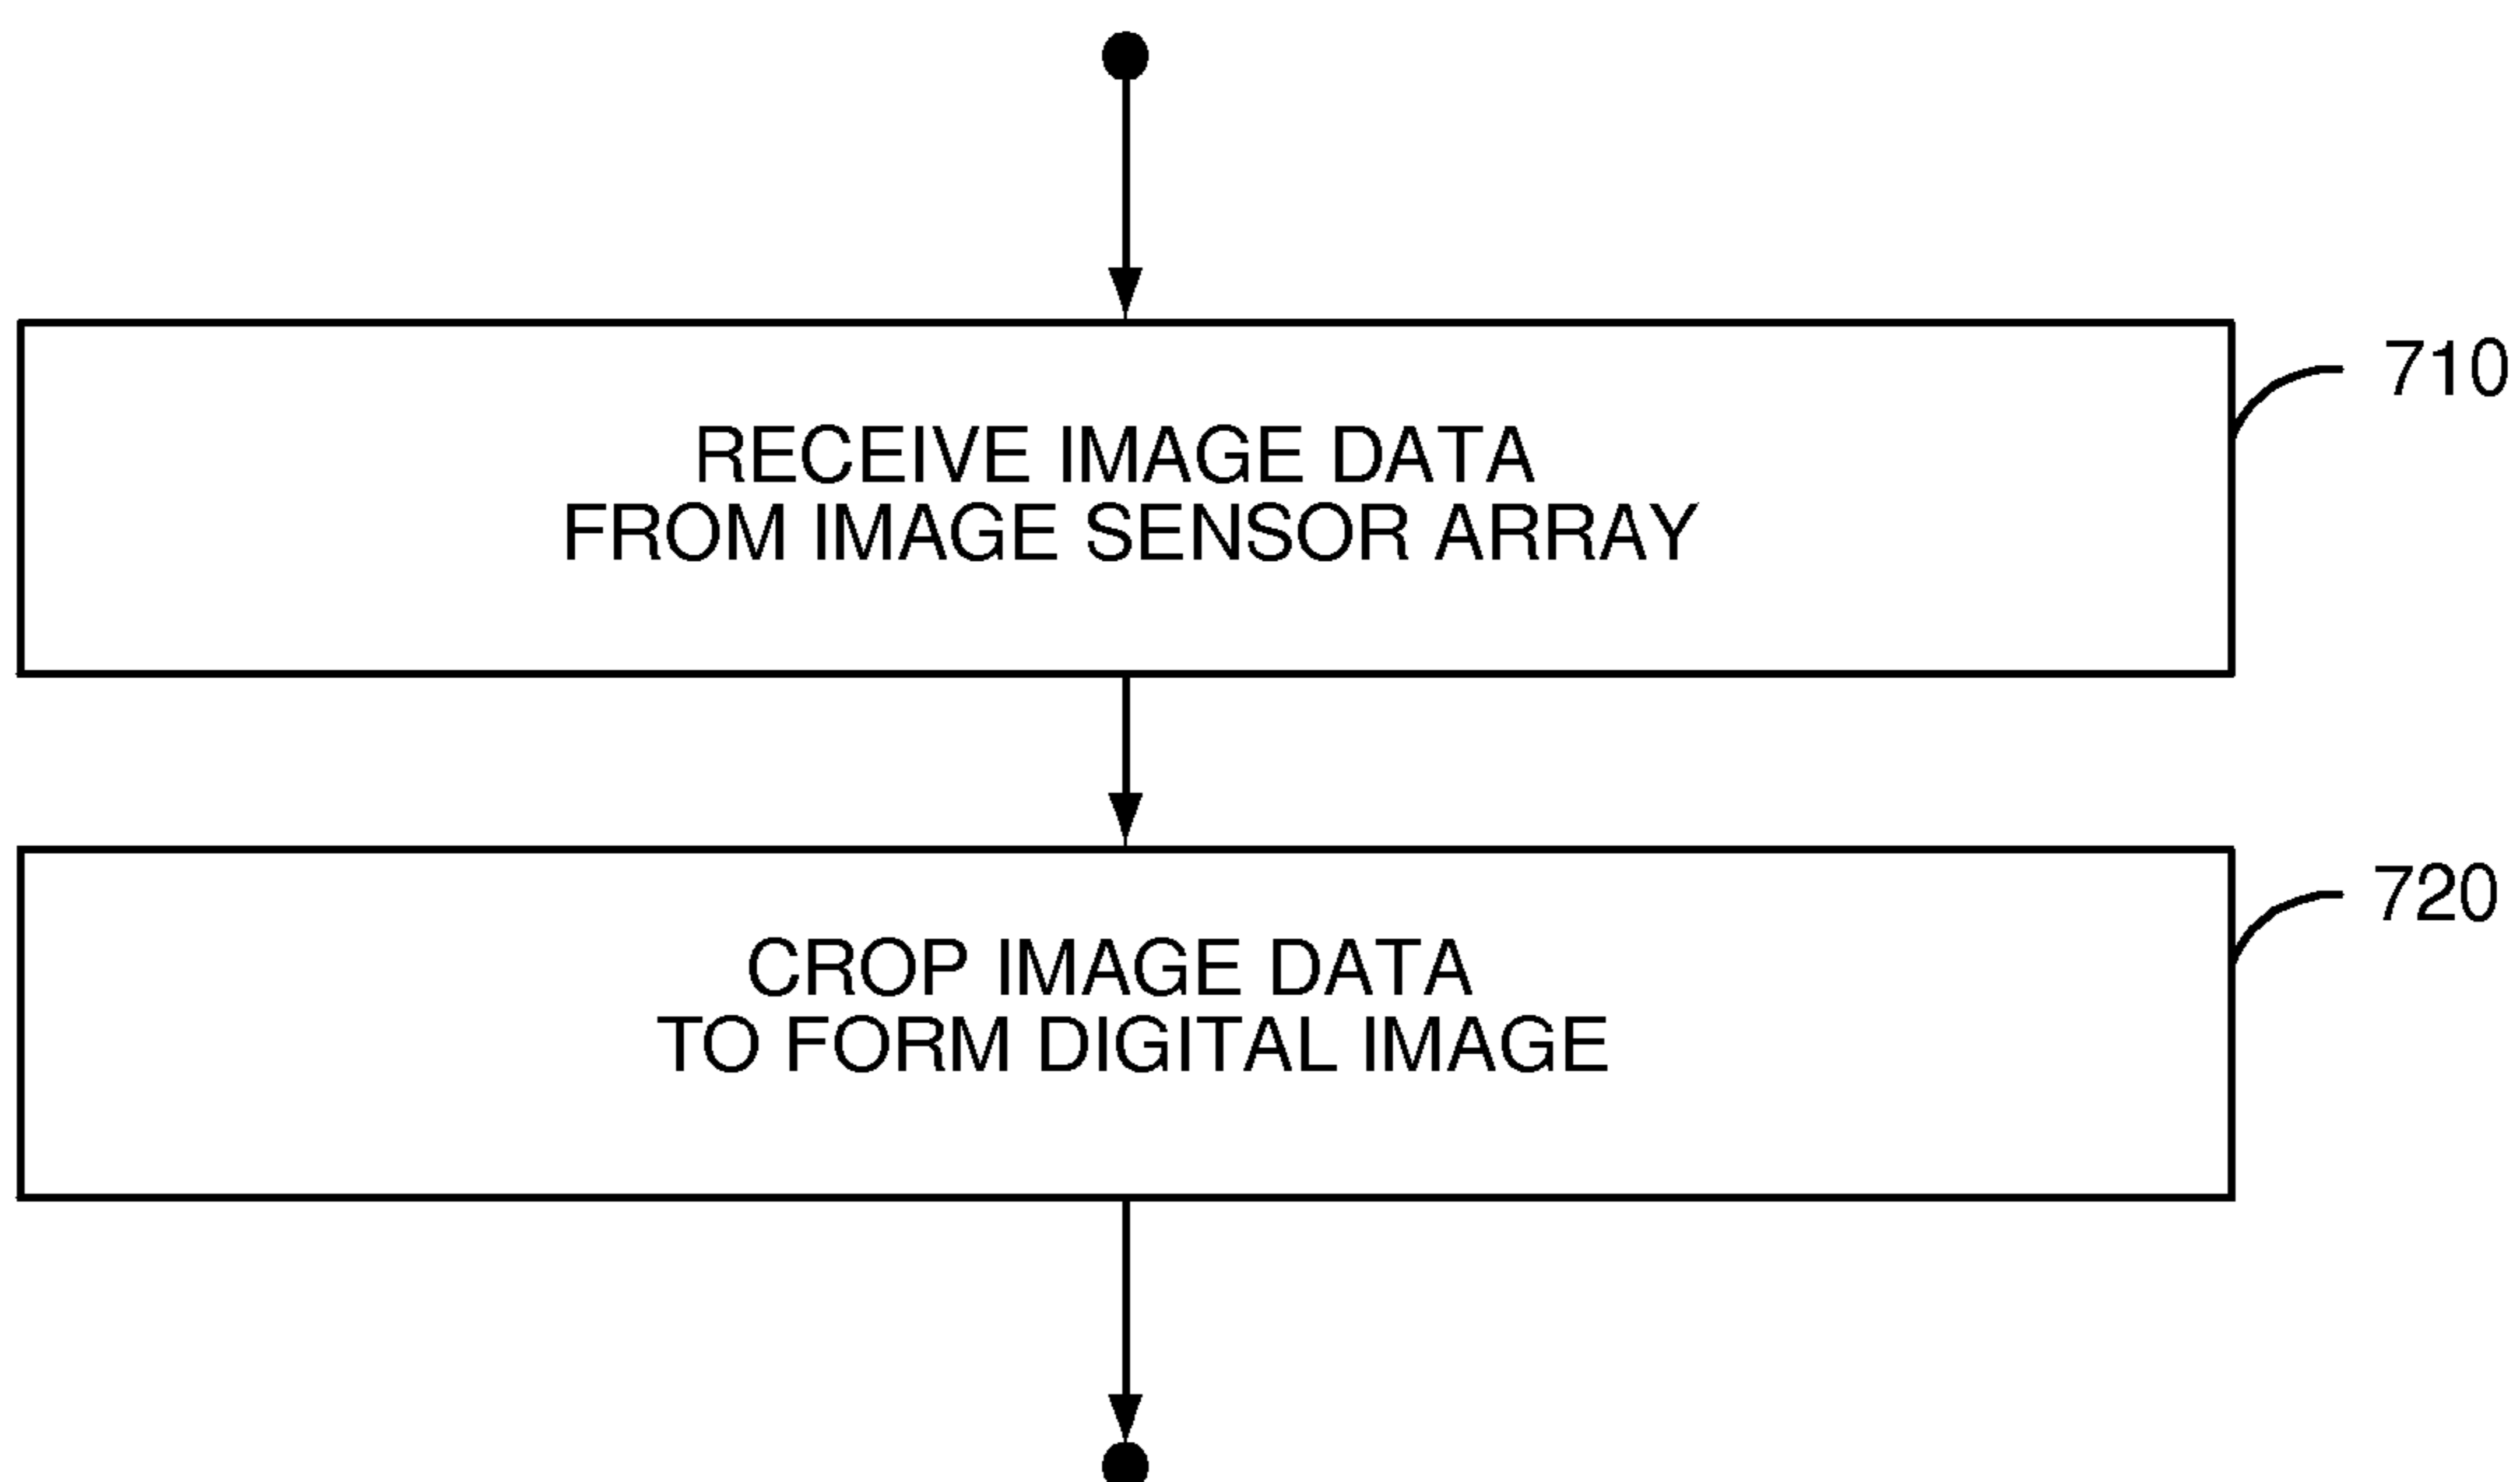 710
RECEIVE IMAGE DATA
FROM IMAGE SENSOR ARRAY
720
CROP IMAGE DATA
TO FORM DIGITAL IMAGE